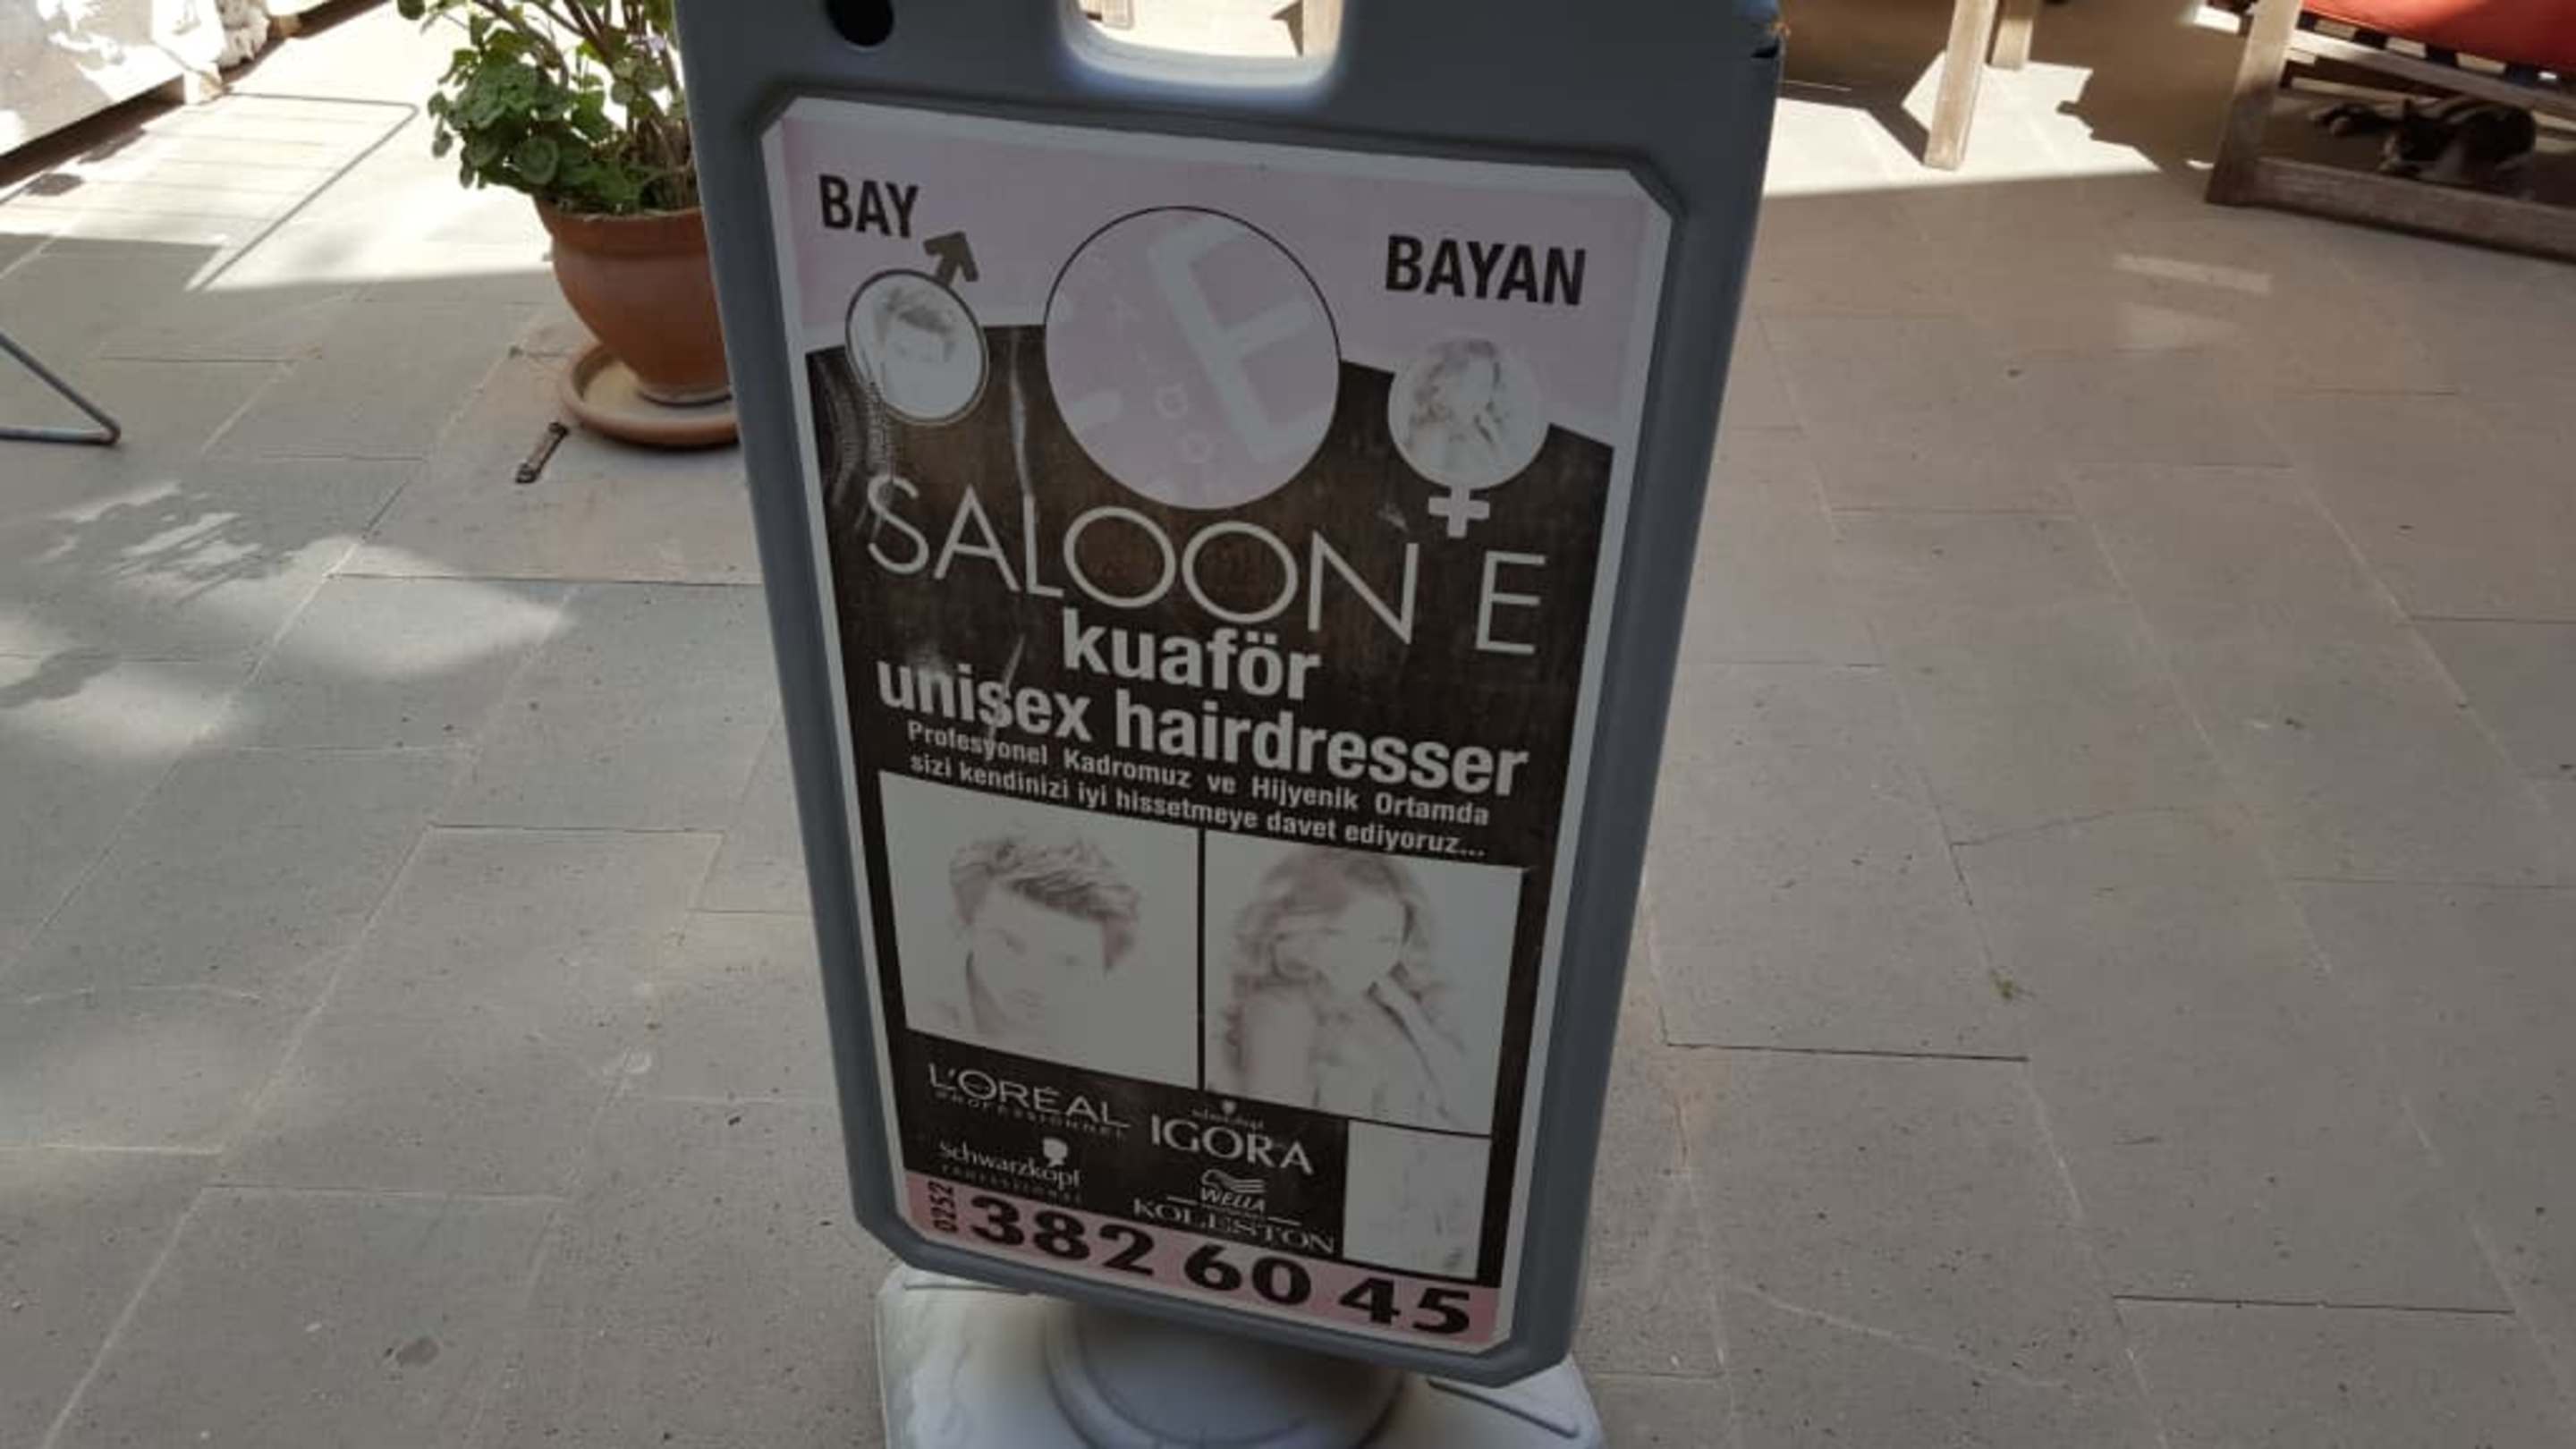 BAY
BAYAN
E
SALOON E
kuaför
unisex hairdresser
Profesyonel Kadromuz ve Hijyenik Ortamda
sizi kendinizi iyi hissetmeye davet ediyoruz...
L'ORÉAL
PROFESSIONNEL
Schwarzkopf
IGORA
Schwarzkopf
PROFESSIONAL
WELLA
KOLESTON
0252
382 60 45